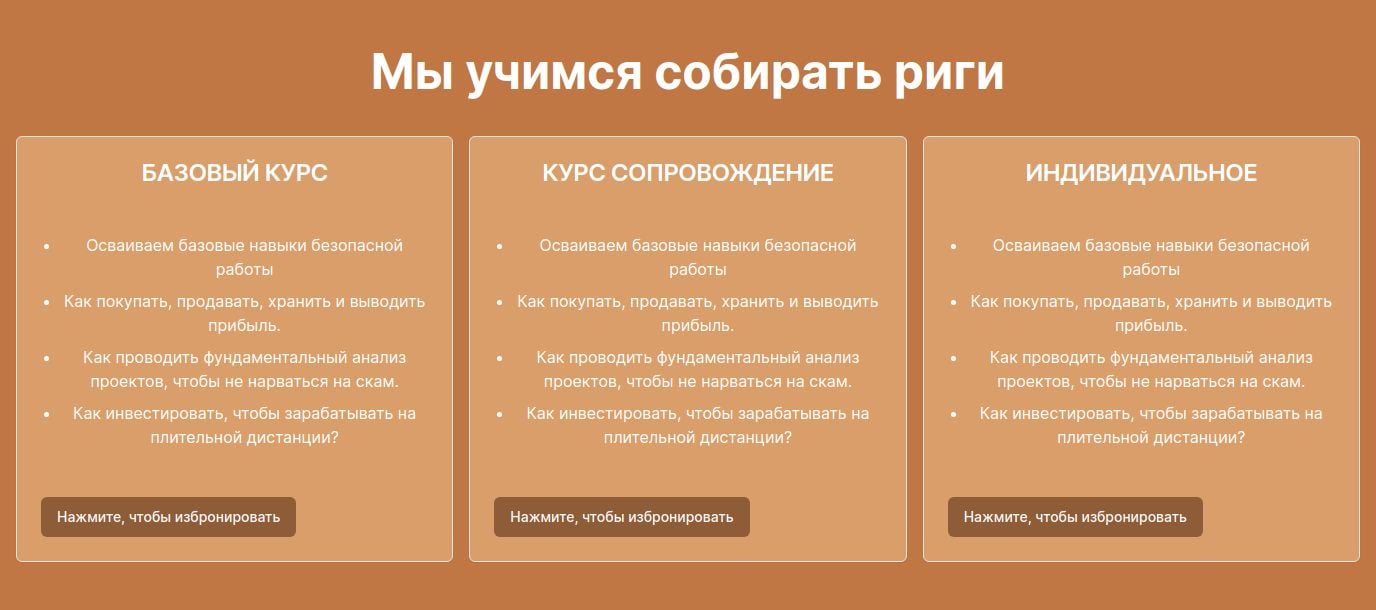 Мы учимся собирать риги
БАЗОВЫЙ КУРС
• Осваиваем базовые навыки безопасной
работы
• Как покупать, продавать, хранить и выводить
прибыль.
• Как проводить фундаментальный анализ
проектов, чтобы не нарваться на скам.
• Как инвестировать, чтобы зарабатывать на
плительной дистанции?
Нажмите, чтобы избронировать
КУРС СОПРОВОЖДЕНИЕ
• Осваиваем базовые навыки безопасной
работы
• Как покупать, продавать, хранить и выводить
прибыль.
• Как проводить фундаментальный анализ
проектов, чтобы не нарваться на скам.
• Как инвестировать, чтобы зарабатывать на
плительной дистанции?
Нажмите, чтобы избронировать
ИНДИВИДУАЛЬНОЕ
• Осваиваем базовые навыки безопасной
работы
• Как покупать, продавать, хранить и выводить
прибыль.
• Как проводить фундаментальный анализ
проектов, чтобы не нарваться на скам.
• Как инвестировать, чтобы зарабатывать на
плительной дистанции?
Нажмите, чтобы избронировать